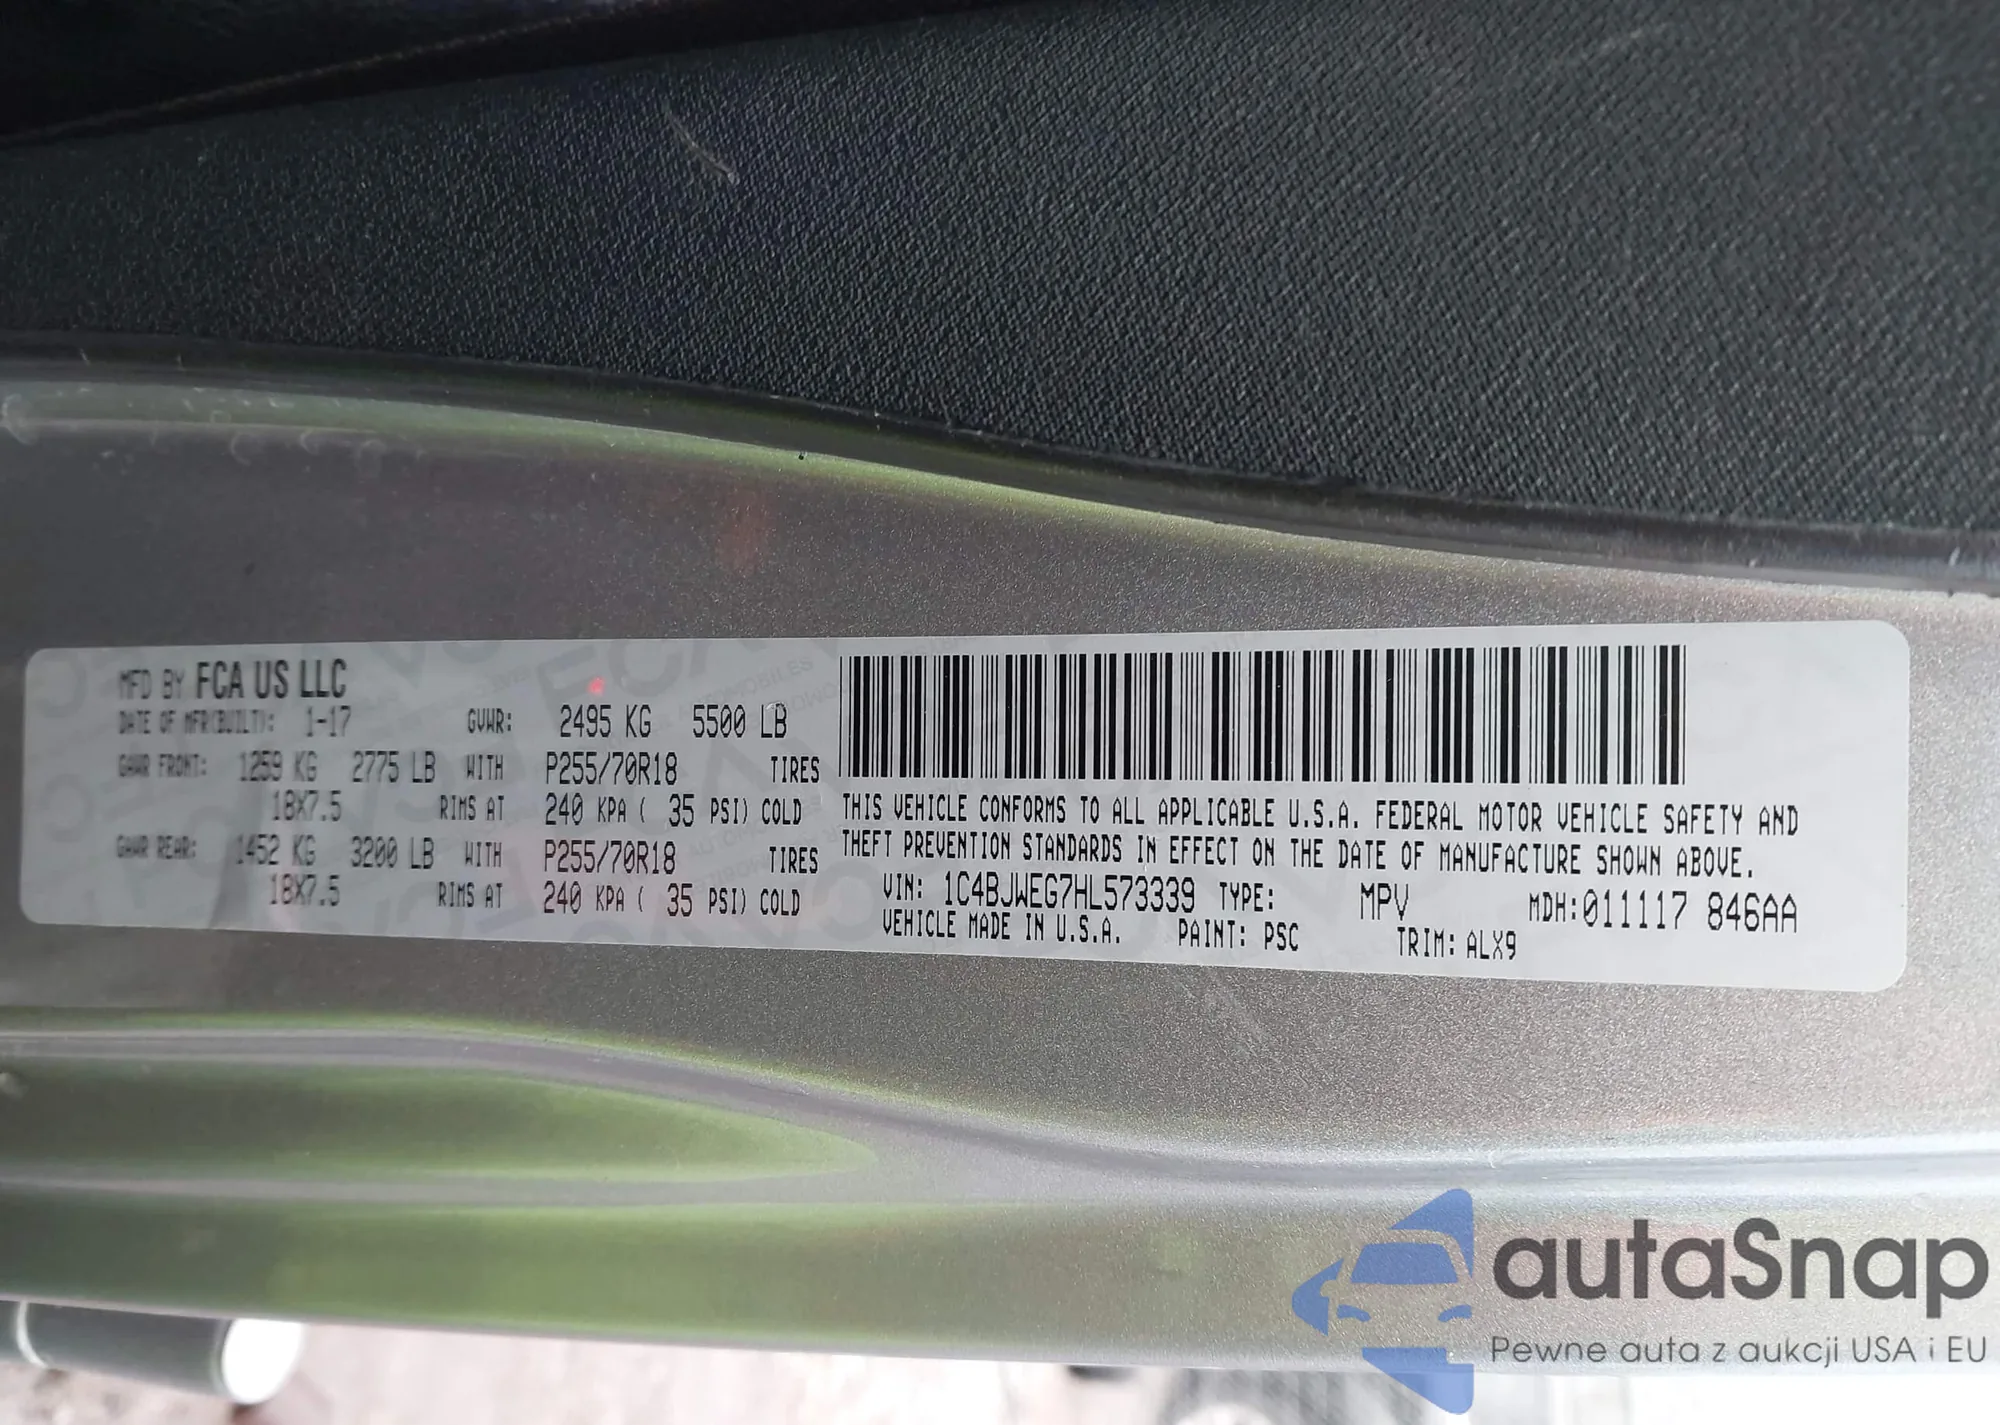 MFD BY FCA US LLC
DATE OF MFR(BUILT): 1-17 GVWR: 2495 KG 5500 LB
GAWR FRONT: 1259 KG 2775 LB WITH P255/70R18 TIRES
18X7.5 RIMS AT 240 KPA ( 35 PSI) COLD
GAWR REAR: 1452 KG 3200 LB WITH P255/70R18 TIRES
18X7.5 RIMS AT 240 KPA ( 35 PSI) COLD
THIS VEHICLE CONFORMS TO ALL APPLICABLE U.S.A. FEDERAL MOTOR VEHICLE SAFETY AND
THEFT PREVENTION STANDARDS IN EFFECT ON THE DATE OF MANUFACTURE SHOWN ABOVE.
VIN: 1C4BJWEG7HL573339 TYPE: MPV MDH:011117 846AA
VEHICLE MADE IN U.S.A. PAINT: PSC TRIM: ALX9
autaSnap
Pewne auta z aukcji USA i EU